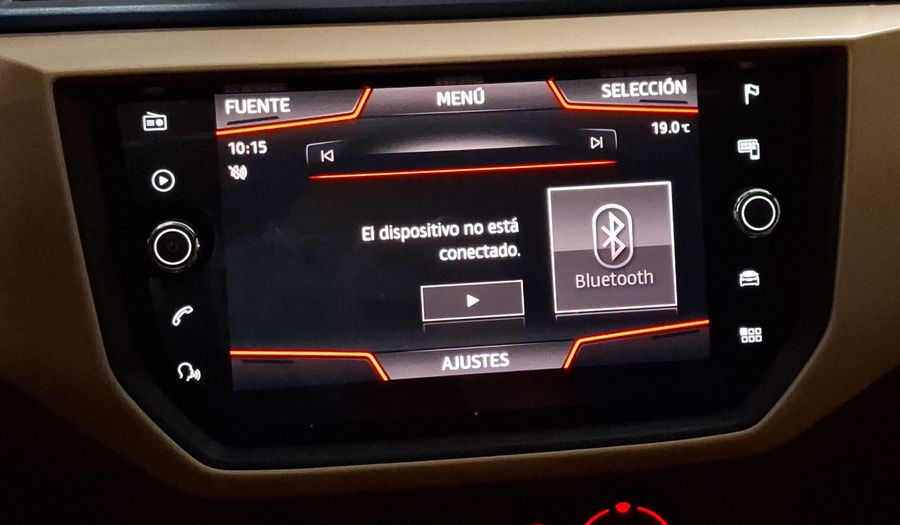 FUENTE
MENÚ
SELECCIÓN
10:15
19.0°C
El dispositivo no está
conectado.
Bluetooth
AJUSTES